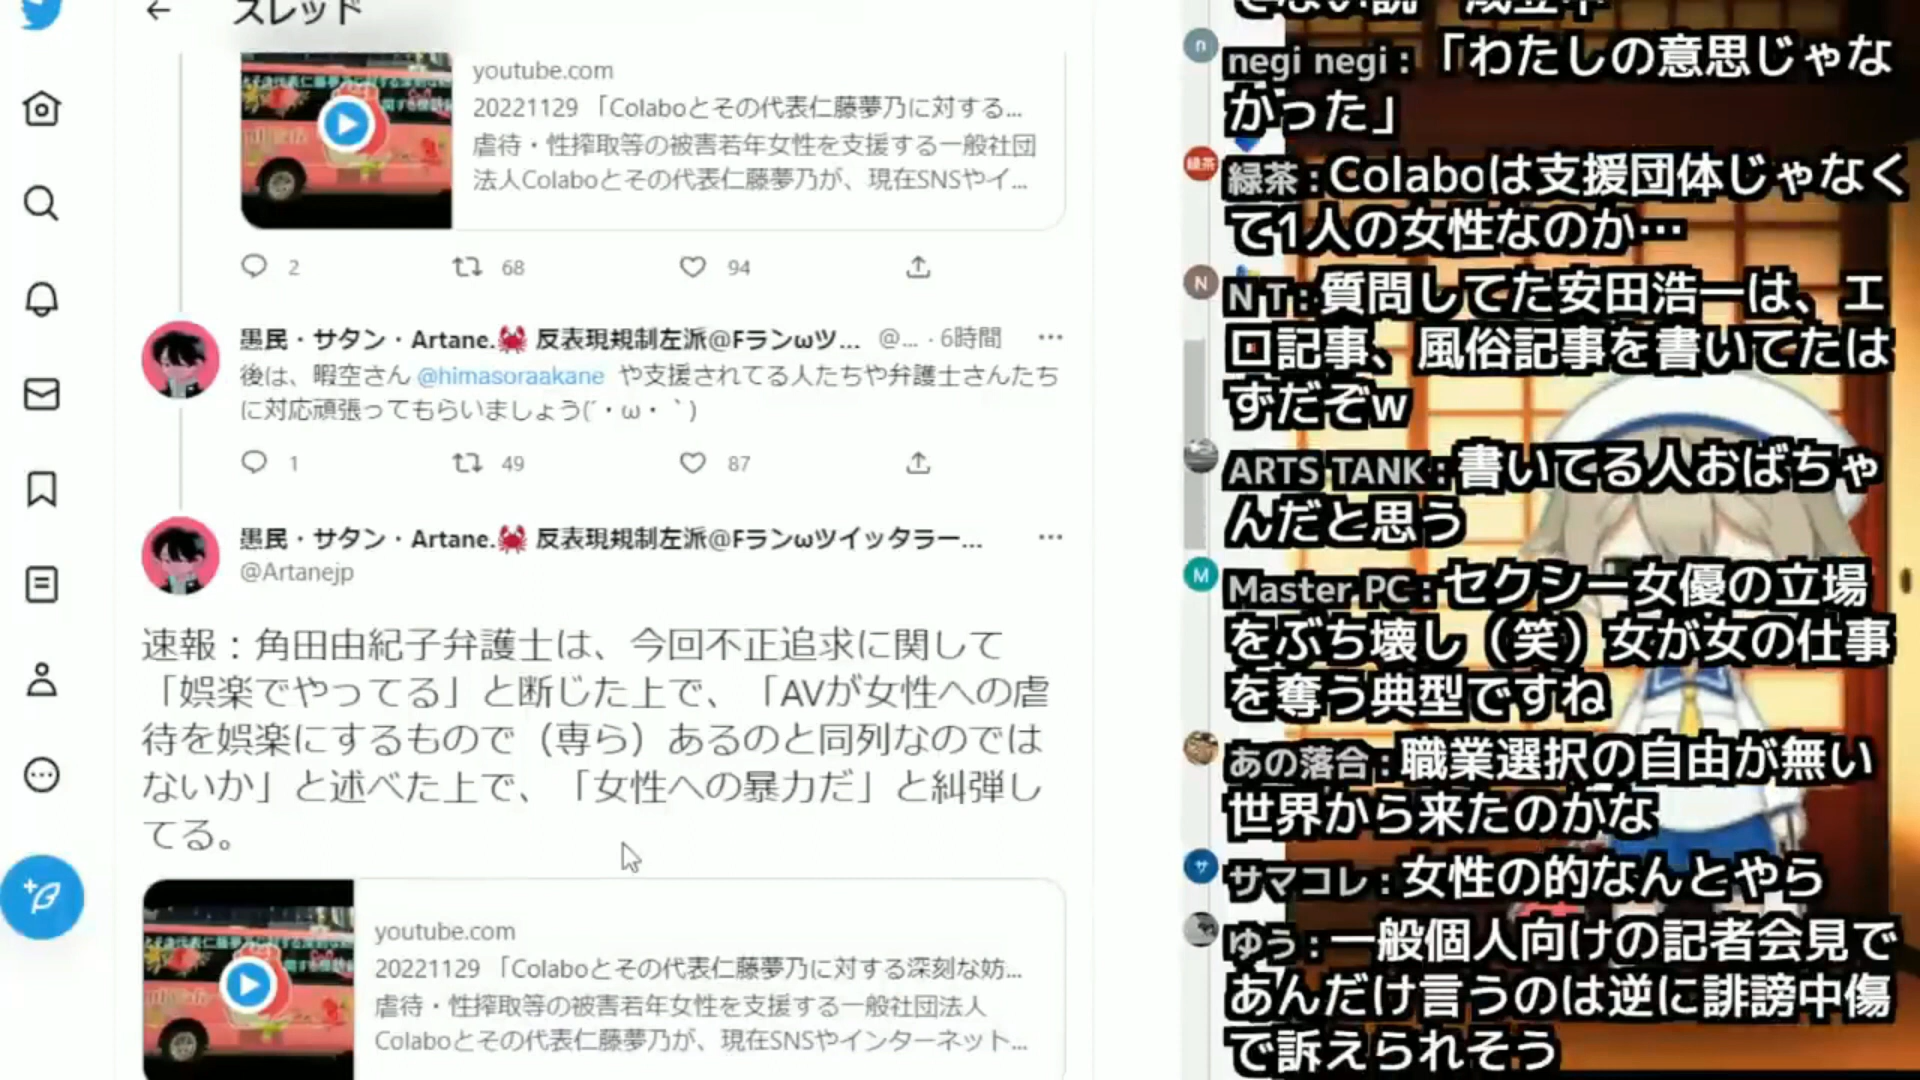 スレッド
youtube.com
20221129 「Colaboとその代表仁藤夢乃に対する...
虐待・性搾取等の被害若年女性を支援する一般社団
法人Colaboとその代表仁藤夢乃が、現在SNSやイ...
2 68 94
愚民・サタン・Artane.🦀 反表現規制左派@Fランωツ... @... · 6時間
後は、暇空さん @himasoraakane や支援されてる人たちや弁護士さんたち
に対応頑張ってもらいましょう(´・ω・｀)
1 49 87
愚民・サタン・Artane.🦀 反表現規制左派@Fランωツイッタラー...
@Artanejp
速報：角田由紀子弁護士は、今回不正追求に関して
「娯楽でやってる」と断じた上で、「AVが女性への虐
待を娯楽にするもので（専ら）あるのと同列なのでは
ないか」と述べた上で、「女性への暴力だ」と糾弾し
てる。
youtube.com
20221129 「Colaboとその代表仁藤夢乃に対する深刻な妨...
虐待・性搾取等の被害若年女性を支援する一般社団法人
Colaboとその代表仁藤夢乃が、現在SNSやインターネット...
negi negi : 「わたしの意思じゃな
かった」
緑茶 : Colaboは支援団体じゃなく
て1人の女性なのか…
N T : 質問してた安田浩一は、エ
ロ記事、風俗記事を書いてたは
ずだぞw
ARTS TANK : 書いてる人おばちゃ
んだと思う
Master PC : セクシー女優の立場
をぶち壊し（笑）女が女の仕事
を奪う典型ですね
あの落合 : 職業選択の自由が無い
世界から来たのかな
サマコレ : 女性の的なんとやら
ゆう : 一般個人向けの記者会見で
あんだけ言うのは逆に誹謗中傷
で訴えられそう